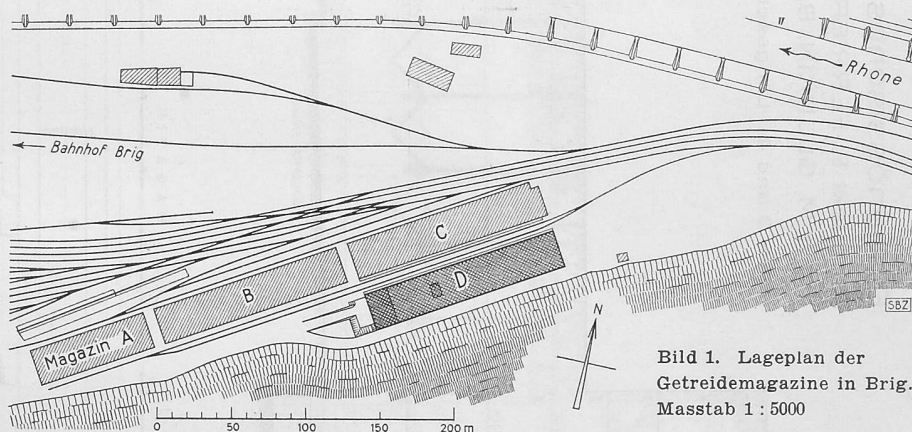 Rhone
Bahnhof Brig
C
D
B
Magazin A
SBZ
N
Bild 1. Lageplan der
Getreidemagazine in Brig.
Masstab 1 : 5000
0 50 100 150 200 m